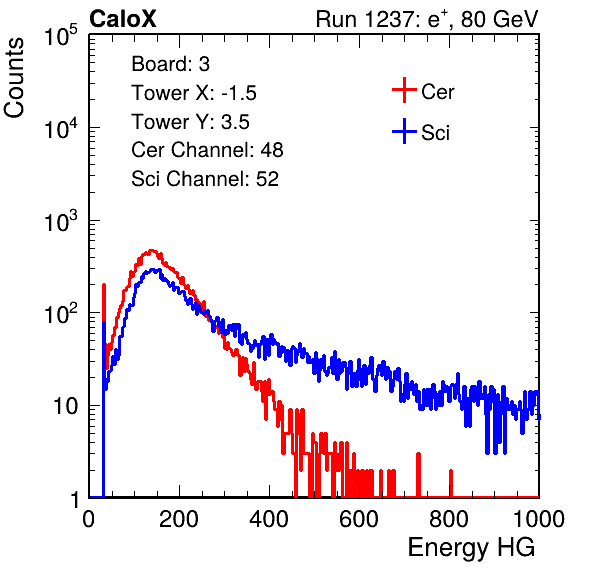 CaloX Run 1237: e⁺, 80 GeV
Counts
10⁵
10⁴
10³
10²
10
1
Board: 3
Tower X: -1.5
Tower Y: 3.5
Cer Channel: 48
Sci Channel: 52
Cer
Sci
0 200 400 600 800 1000
Energy HG